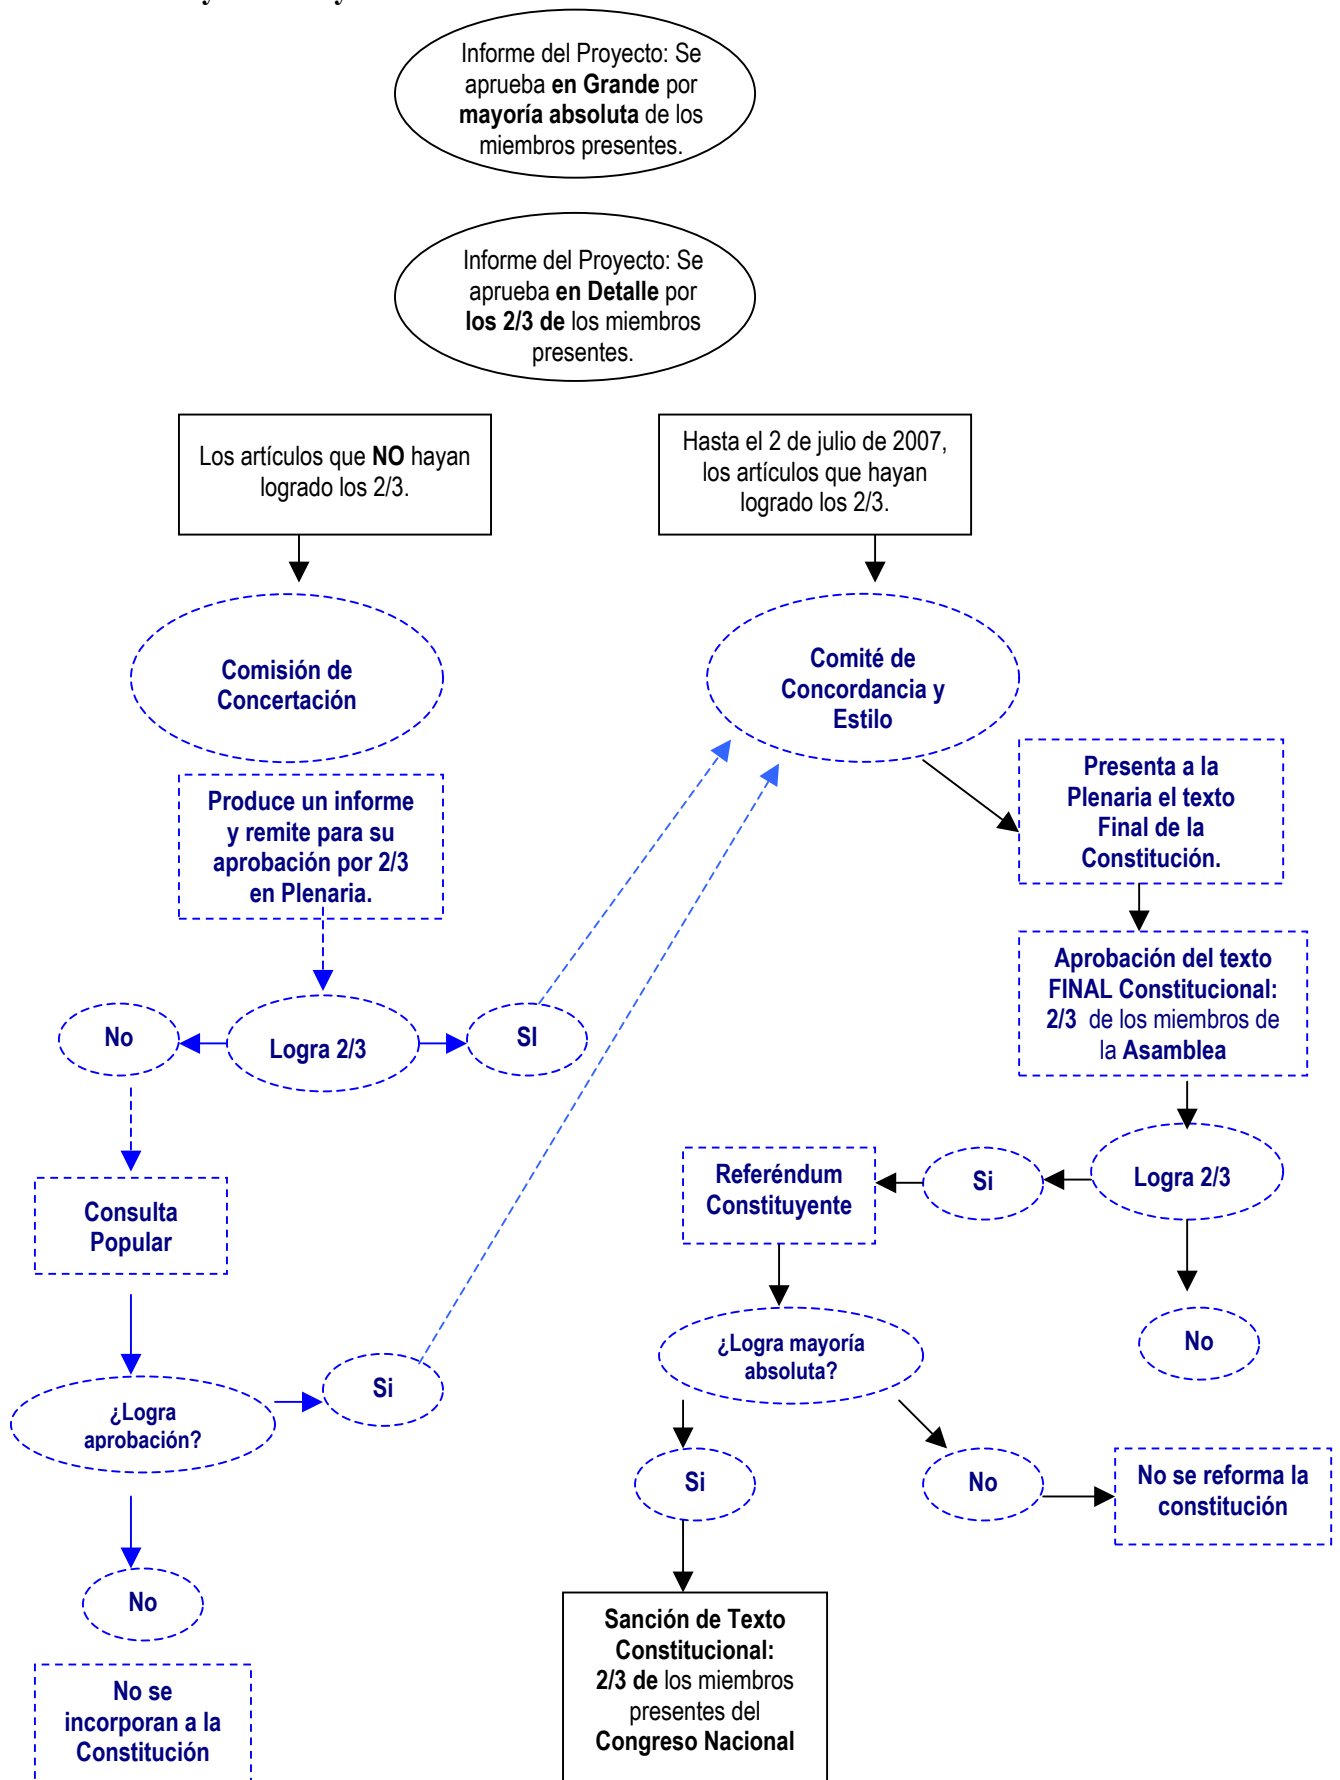 Informe del Proyecto: Se
aprueba en Grande por
mayoría absoluta de los
miembros presentes.
Informe del Proyecto: Se
aprueba en Detalle por
los 2/3 de los miembros
presentes.
Los artículos que NO hayan
logrado los 2/3.
Hasta el 2 de julio de 2007,
los artículos que hayan
logrado los 2/3.
Comisión de
Concertación
Comité de
Concordancia y
Estilo
Produce un informe
y remite para su
aprobación por 2/3
en Plenaria.
Presenta a la
Plenaria el texto
Final de la
Constitución.
Aprobación del texto
FINAL Constitucional:
2/3 de los miembros de
la Asamblea
No
Logra 2/3
SI
Consulta
Popular
Referéndum
Constituyente
Si
Logra 2/3
No
¿Logra
aprobación?
Si
¿Logra mayoría
absoluta?
Si
No
No se reforma la
constitución
No
No se
incorporan a la
Constitución
Sanción de Texto
Constitucional:
2/3 de los miembros
presentes del
Congreso Nacional